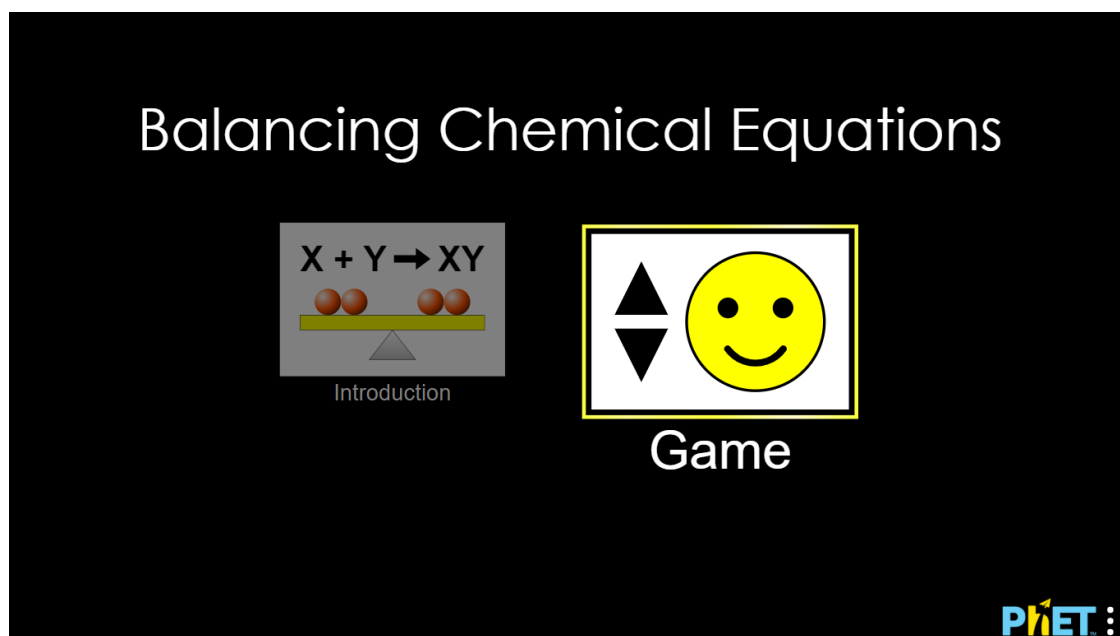 Balancing Chemical Equations
X + Y → XY
Introduction
Game
PhET